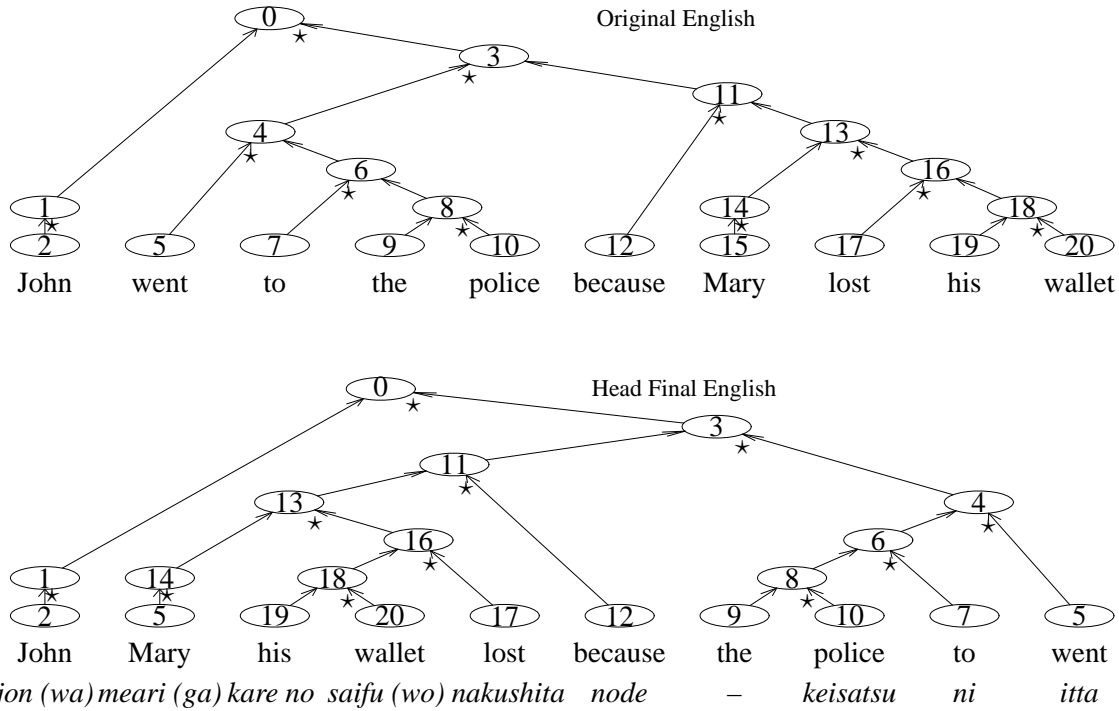 0 Original English
3
11
4 13
6 16
1 8 14 18
2 5 7 9 10 12 15 17 19 20
John went to the police because Mary lost his wallet
0 Head Final English
3
11
13 4
16 6
1 14 18 8
2 5 19 20 17 12 9 10 7 5
John Mary his wallet lost because the police to went
jon (wa) meari (ga) kare no saifu (wo) nakushita node – keisatsu ni itta